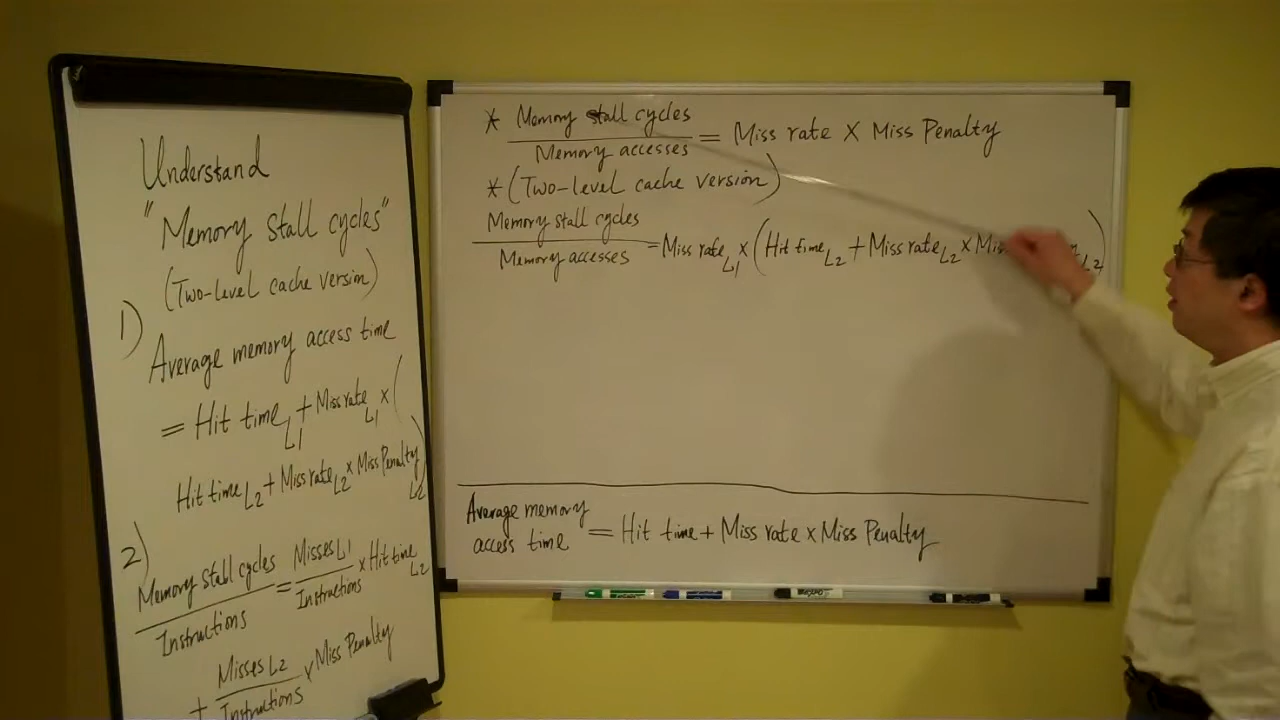 Understand
"Memory stall cycles"
(Two-level cache version)
1)
Average memory access time
= Hit time L1 + Miss rate L1 × (
Hit time L2 + Miss rate L2 × Miss Penalty L2 )
2)
Memory stall cycles / Instructions = Misses L1 / Instructions × Hit time L2
+ Misses L2 / Instructions × Miss Penalty
* Memory stall cycles / Memory accesses = Miss rate X Miss Penalty
* (Two-level cache version)
Memory stall cycles / Memory accesses = Miss rate L1 × ( Hit time L2 + Miss rate L2 × L2 )
Average memory
access time = Hit time + Miss rate × Miss Penalty